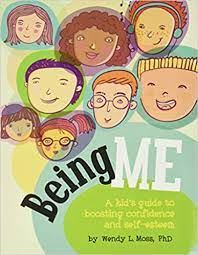 Being ME
A kid's guide to
boosting confidence
and self-esteem
by Wendy L. Moss, PhD